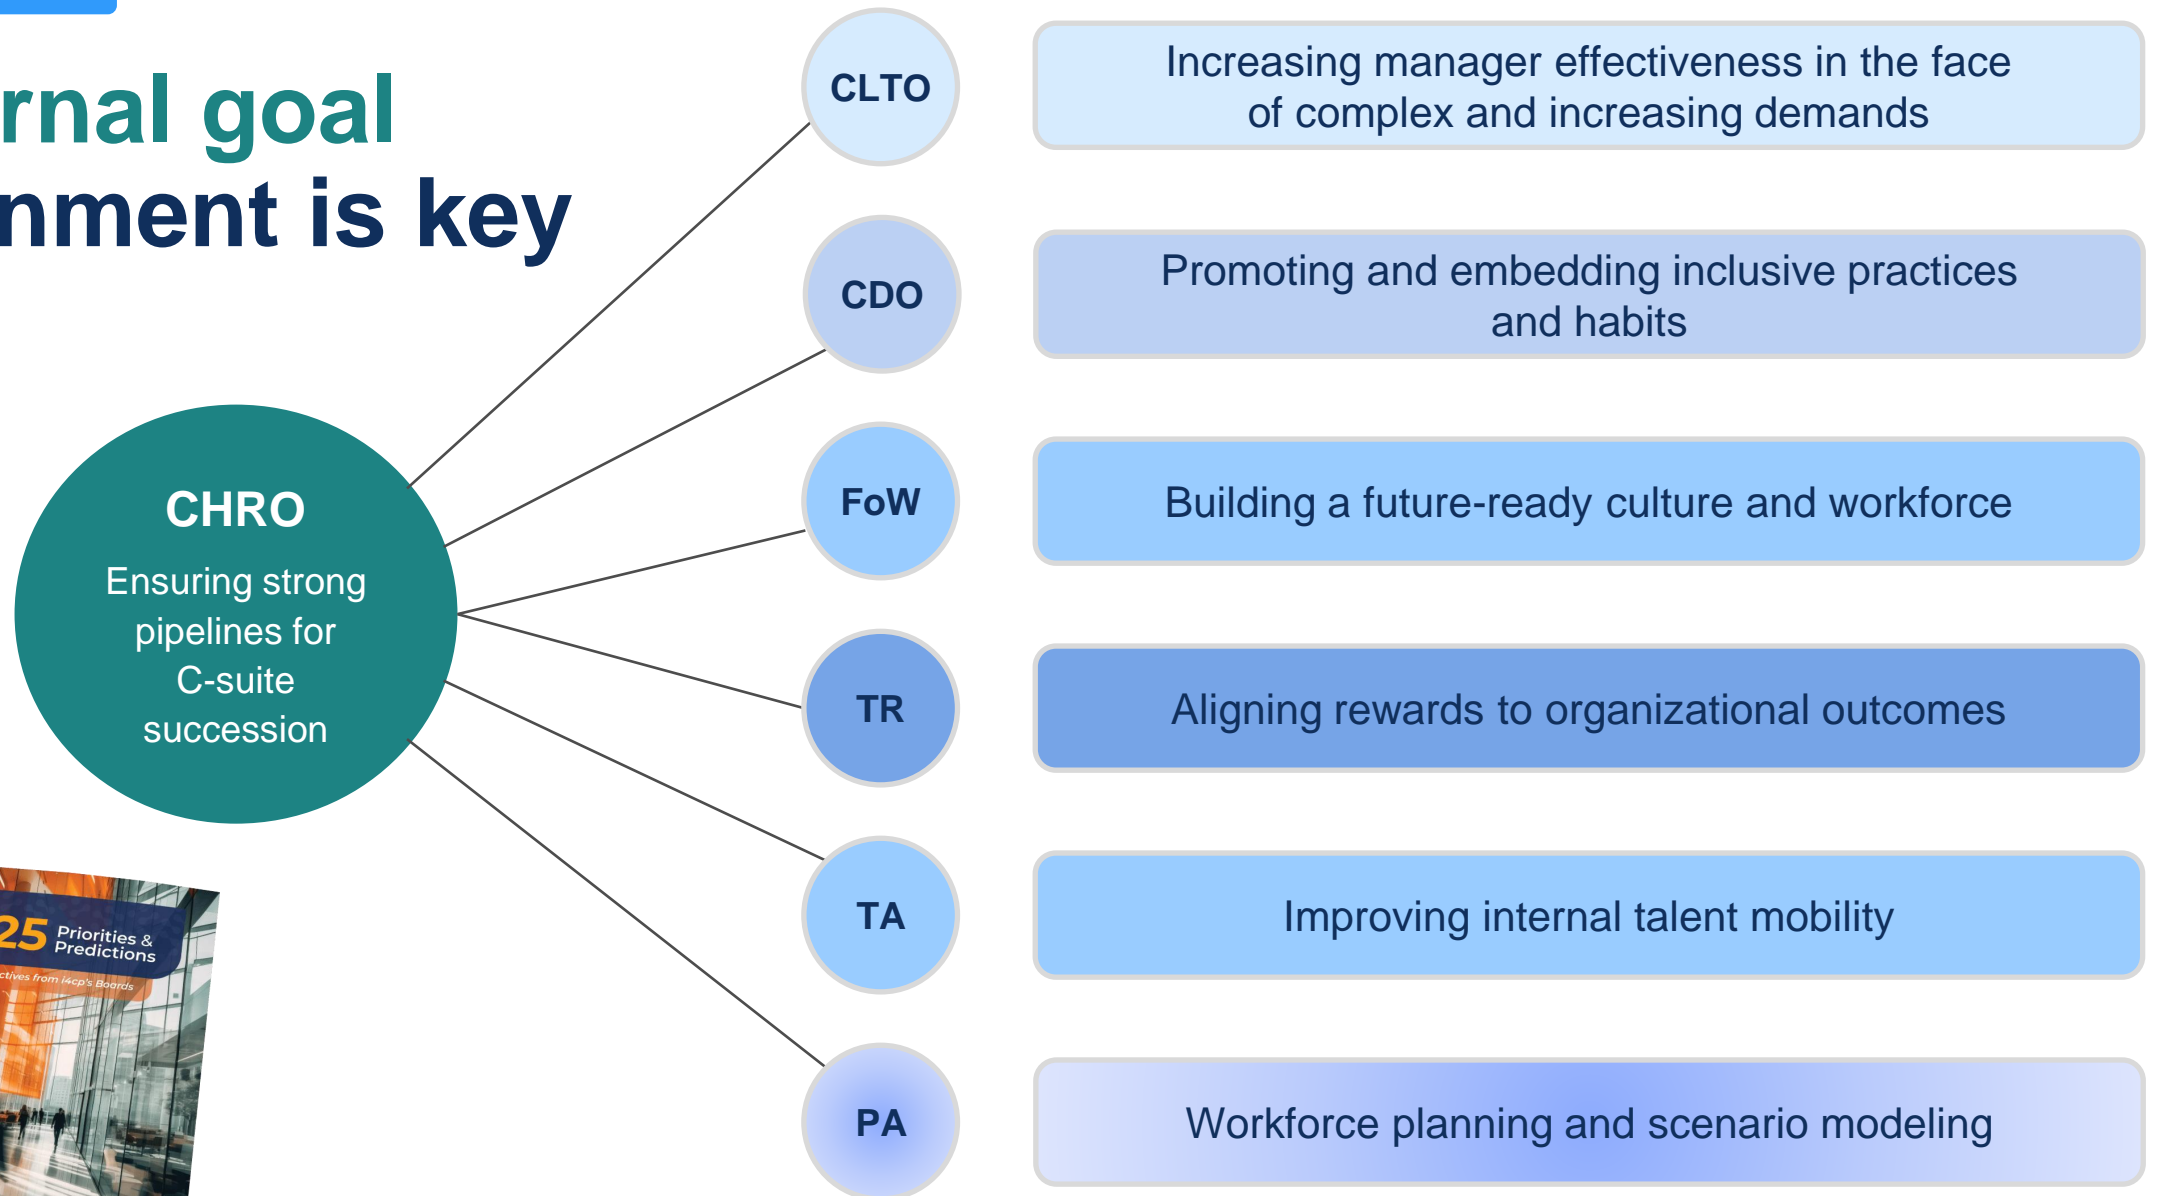 rnal goal
nment is key
CHRO
Ensuring strong
pipelines for
C-suite
succession
CLTO
Increasing manager effectiveness in the face
of complex and increasing demands
CDO
Promoting and embedding inclusive practices
and habits
FoW
Building a future-ready culture and workforce
TR
Aligning rewards to organizational outcomes
TA
Improving internal talent mobility
PA
Workforce planning and scenario modeling
25 Priorities &
Predictions
ctives from i4cp's Boards